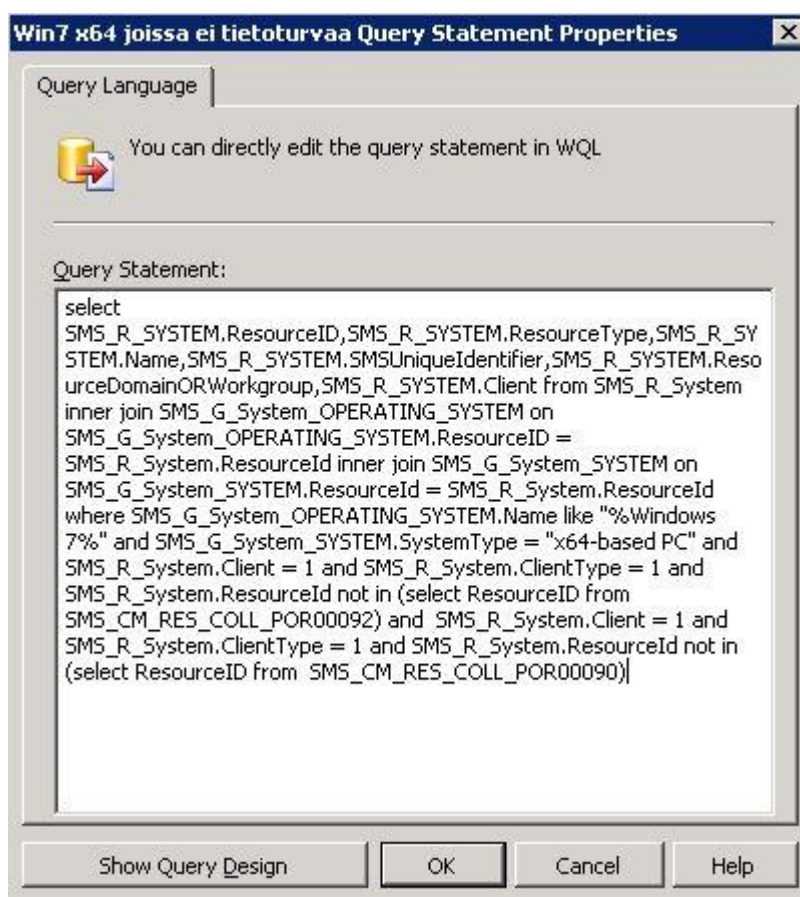 Win7 x64 joissa ei tietoturvaa Query Statement Properties
Query Language
You can directly edit the query statement in WQL
Query Statement:
select
SMS_R_SYSTEM.ResourceID,SMS_R_SYSTEM.ResourceType,SMS_R_SY
STEM.Name,SMS_R_SYSTEM.SMSUniqueIdentifier,SMS_R_SYSTEM.Reso
urceDomainORWorkgroup,SMS_R_SYSTEM.Client from SMS_R_System
inner join SMS_G_System_OPERATING_SYSTEM on
SMS_G_System_OPERATING_SYSTEM.ResourceID =
SMS_R_System.ResourceId inner join SMS_G_System_SYSTEM on
SMS_G_System_SYSTEM.ResourceId = SMS_R_System.ResourceId
where SMS_G_System_OPERATING_SYSTEM.Name like "%Windows
7%" and SMS_G_System_SYSTEM.SystemType = "x64-based PC" and
SMS_R_System.Client = 1 and SMS_R_System.ClientType = 1 and
SMS_R_System.ResourceId not in (select ResourceID from
SMS_CM_RES_COLL_POR00092) and  SMS_R_System.Client = 1 and
SMS_R_System.ClientType = 1 and SMS_R_System.ResourceId not in
(select ResourceID from  SMS_CM_RES_COLL_POR00090)
Show Query Design
OK
Cancel
Help